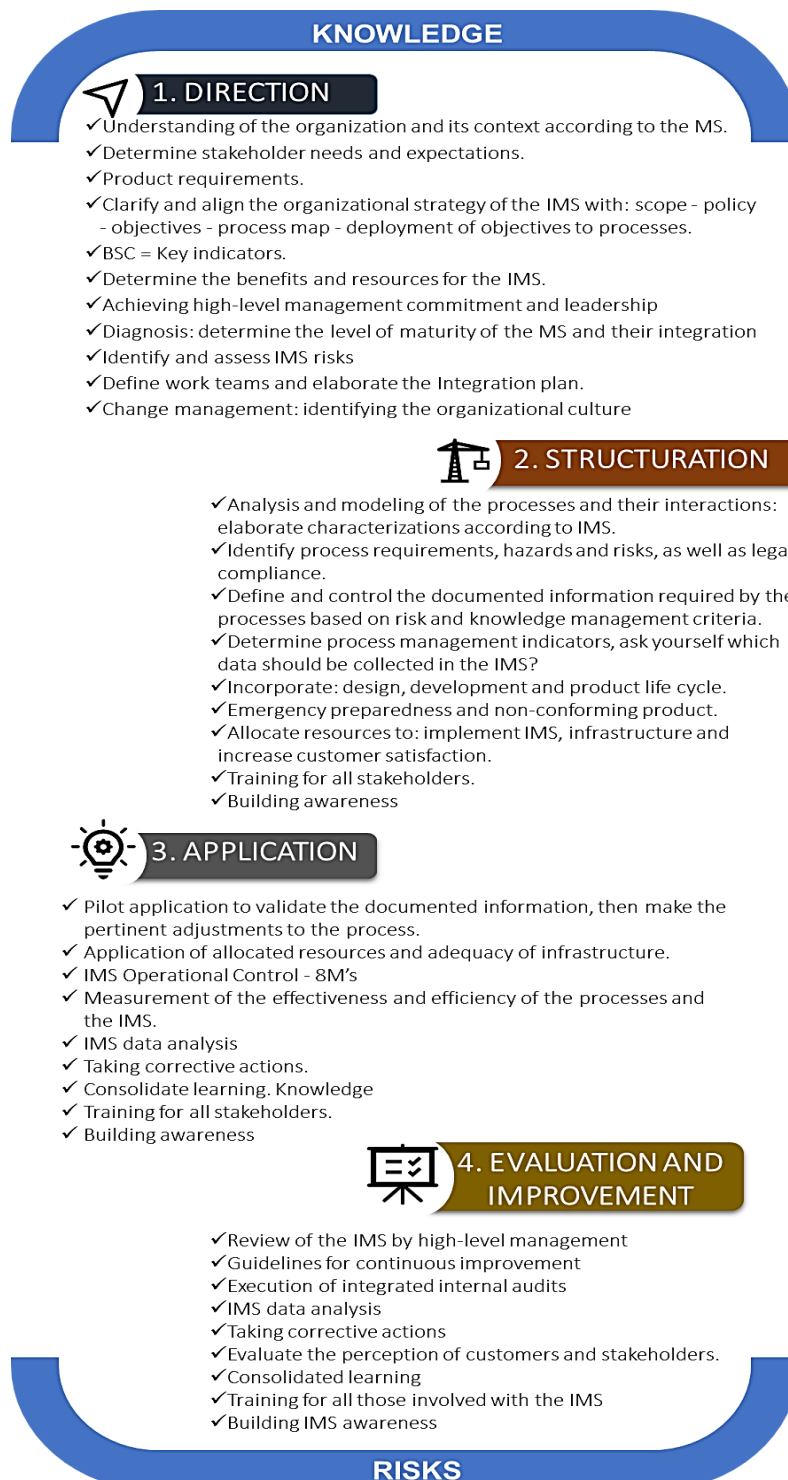 KNOWLEDGE
1. DIRECTION
✓Understanding of the organization and its context according to the MS.
✓Determine stakeholder needs and expectations.
✓Product requirements.
✓Clarify and align the organizational strategy of the IMS with: scope - policy
- objectives - process map - deployment of objectives to processes.
✓BSC = Key indicators.
✓Determine the benefits and resources for the IMS.
✓Achieving high-level management commitment and leadership
✓Diagnosis: determine the level of maturity of the MS and their integration
✓Identify and assess IMS risks
✓Define work teams and elaborate the Integration plan.
✓Change management: identifying the organizational culture
2. STRUCTURATION
✓Analysis and modeling of the processes and their interactions:
elaborate characterizations according to IMS.
✓Identify process requirements, hazards and risks, as well as lega
compliance.
✓Define and control the documented information required by the
processes based on risk and knowledge management criteria.
✓Determine process management indicators, ask yourself which
data should be collected in the IMS?
✓Incorporate: design, development and product life cycle.
✓Emergency preparedness and non-conforming product.
✓Allocate resources to: implement IMS, infrastructure and
increase customer satisfaction.
✓Training for all stakeholders.
✓Building awareness
3. APPLICATION
✓ Pilot application to validate the documented information, then make the
pertinent adjustments to the process.
✓ Application of allocated resources and adequacy of infrastructure.
✓ IMS Operational Control - 8M's
✓ Measurement of the effectiveness and efficiency of the processes and
the IMS.
✓ IMS data analysis
✓ Taking corrective actions.
✓ Consolidate learning. Knowledge
✓ Training for all stakeholders.
✓ Building awareness
4. EVALUATION AND
IMPROVEMENT
✓Review of the IMS by high-level management
✓Guidelines for continuous improvement
✓Execution of integrated internal audits
✓IMS data analysis
✓Taking corrective actions
✓Evaluate the perception of customers and stakeholders.
✓Consolidated learning
✓Training for all those involved with the IMS
✓Building IMS awareness
RISKS